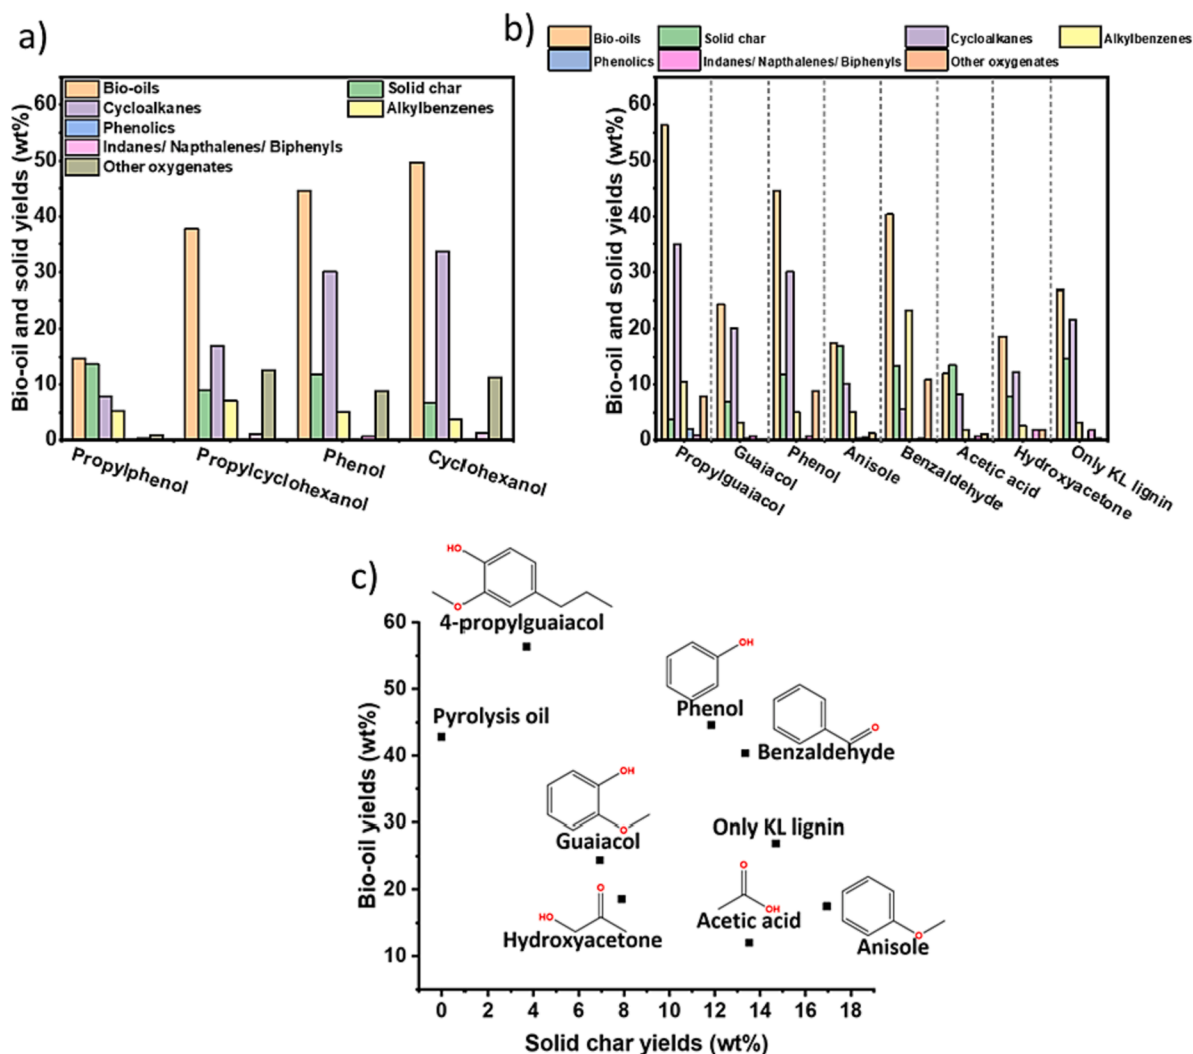 a)
Bio-oil and solid yields (wt%)
60
50
40
30
20
10
0
Bio-oils
Solid char
Cycloalkanes
Alkylbenzenes
Phenolics
Indanes/ Napthalenes/ Biphenyls
Other oxygenates
Propylphenol
Propylcyclohexanol
Phenol
Cyclohexanol
b)
Bio-oils
Solid char
Cycloalkanes
Alkylbenzenes
Phenolics
Indanes/ Napthalenes/ Biphenyls
Other oxygenates
Bio-oil and solid yields (wt%)
60
50
40
30
20
10
0
Propylguaiacol
Guaiacol
Phenol
Anisole
Benzaldehyde
Acetic acid
Hydroxyacetone
Only KL lignin
c)
Bio-oil yields (wt%)
60
50
40
30
20
10
HO
O
4-propylguaiacol
OH
Phenol
Pyrolysis oil
O
Benzaldehyde
OH
O
Guaiacol
Only KL lignin
O
HO
Hydroxyacetone
O
OH
Acetic acid
O
Anisole
0 2 4 6 8 10 12 14 16 18
Solid char yields (wt%)